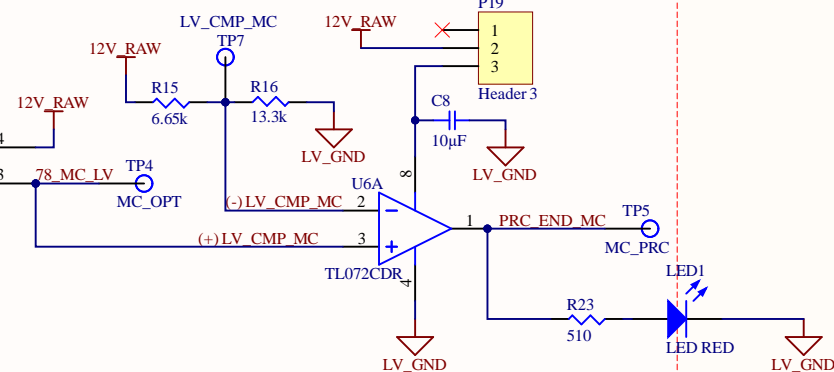 P19
LV_CMP_MC
12V_RAW
TP7
1
12V_RAW
2
3
R15
R16
Header 3
12V_RAW
C8
6.65k
13.3k
4
10µF
LV_GND
TP4
LV_GND
3
78_MC_LV
8
U6A
MC_OPT
(-) LV_CMP_MC
2
TP5
1
PRC_END_MC
(+) LV_CMP_MC
3
MC_PRC
TL072CDR
4
LED1
R23
510
LED RED
LV_GND
LV_GND